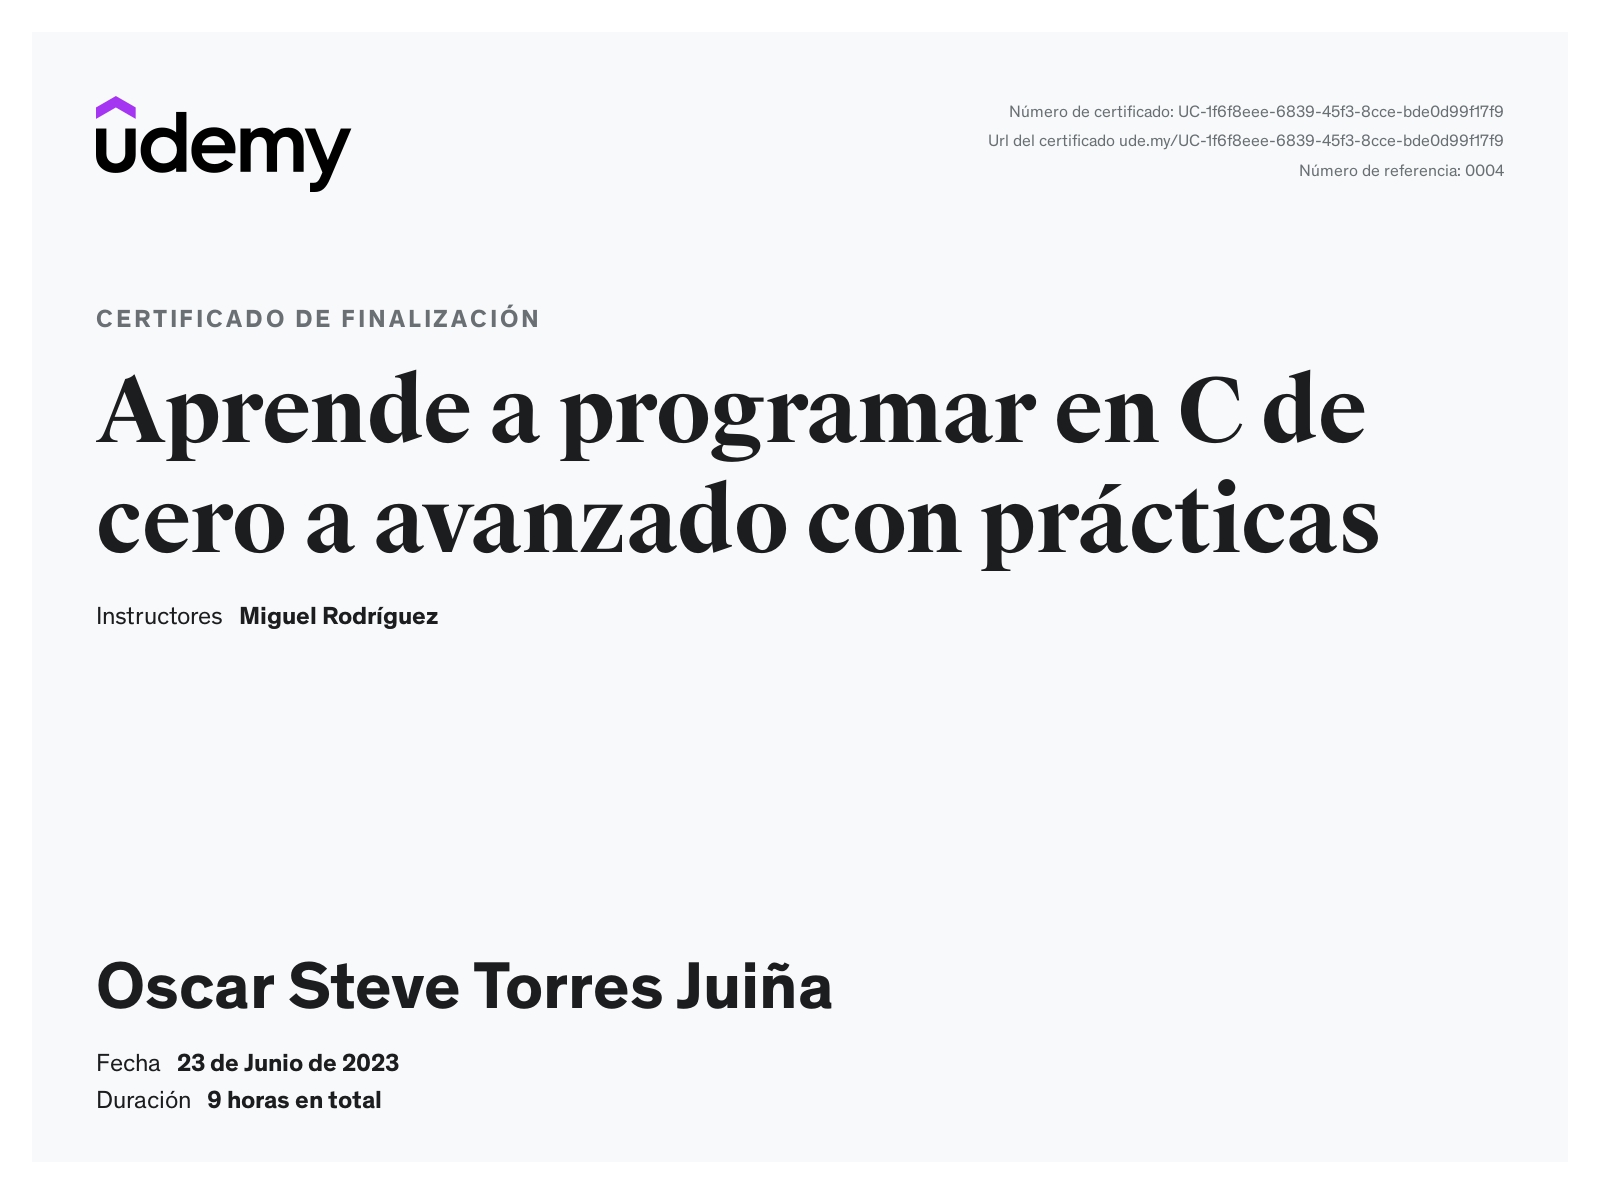 udemy
Número de certificado: UC-1f6f8eee-6839-45f3-8cce-bde0d99f17f9
Url del certificado ude.my/UC-1f6f8eee-6839-45f3-8cce-bde0d99f17f9
Número de referencia: 0004
CERTIFICADO DE FINALIZACIÓN
Aprende a programar en C de
cero a avanzado con prácticas
Instructores Miguel Rodríguez
Oscar Steve Torres Juiña
Fecha 23 de Junio de 2023
Duración 9 horas en total